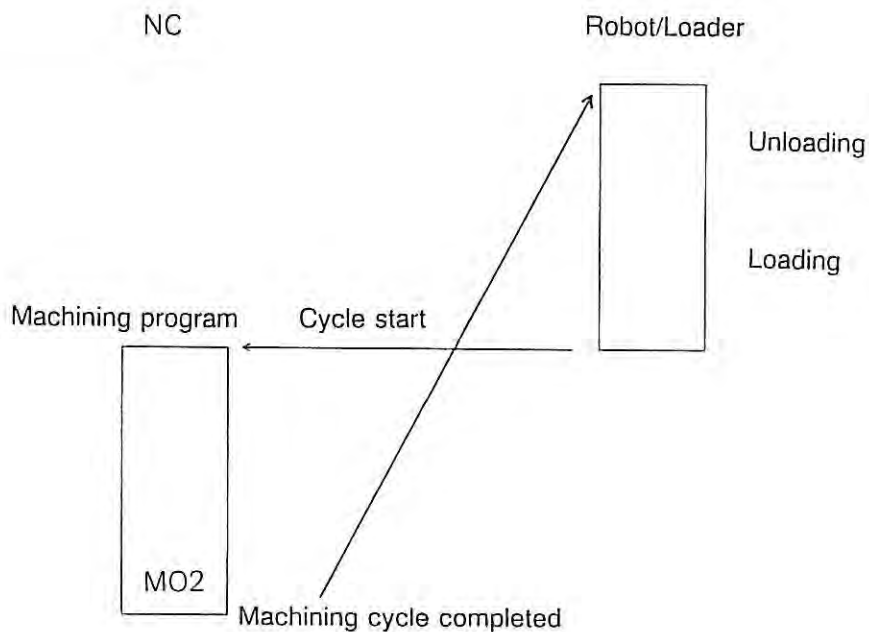 NC
Robot/Loader
Unloading
Loading
Machining program
Cycle start
MO2
Machining cycle completed